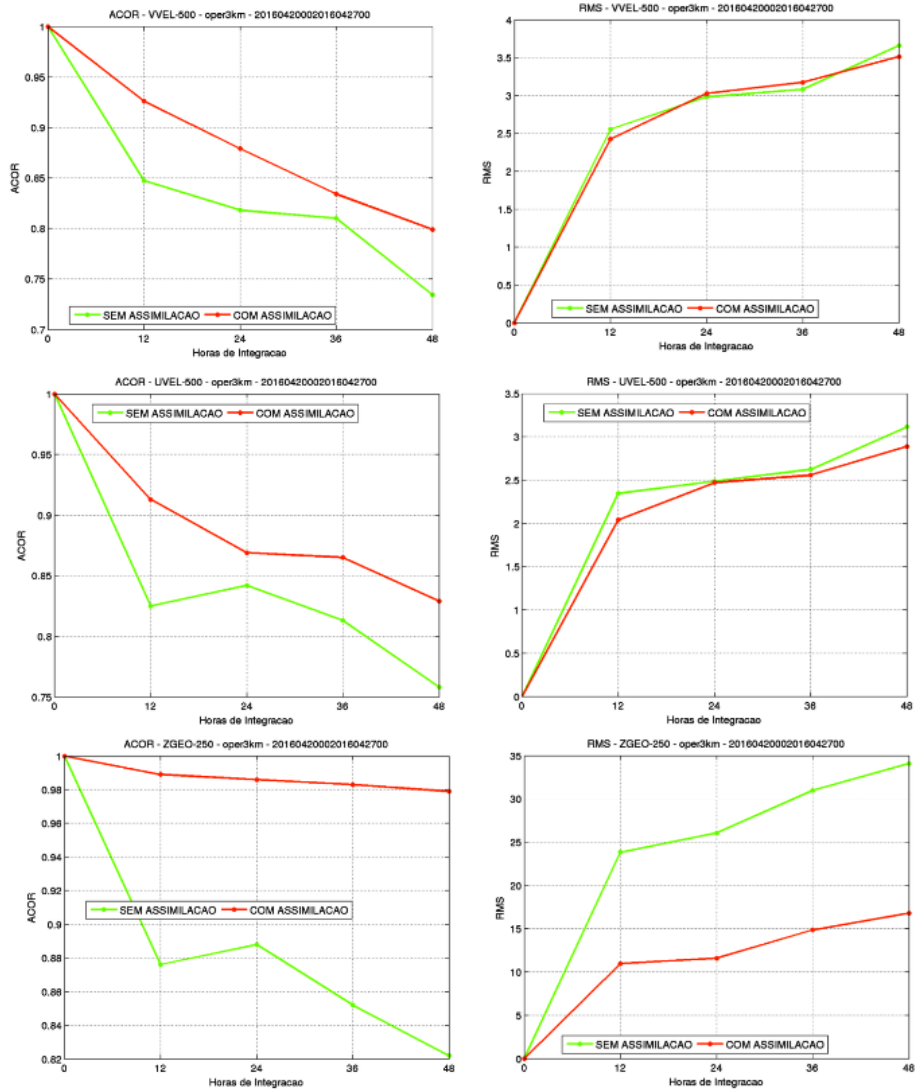 ACOR - VVEL-500 - oper3km - 20160420002016042700
1
0.95
0.9
0.85
0.8
0.75
0.7
ACOR
SEM ASSIMILACAO COM ASSIMILACAO
0 12 24 36 48
Horas de Integracao
RMS - VVEL-500 - oper3km - 20160420002016042700
4
3.5
3
2.5
2
1.5
1
0.5
0
RMS
SEM ASSIMILACAO COM ASSIMILACAO
0 12 24 36 48
Horas de Integracao
ACOR - UVEL-500 - oper3km - 20160420002016042700
SEM ASSIMILACAO COM ASSIMILACAO
1
0.95
0.9
0.85
0.8
0.75
ACOR
0 12 24 36 48
Horas de Integracao
RMS - UVEL-500 - oper3km - 20160420002016042700
SEM ASSIMILACAO COM ASSIMILACAO
3.5
3
2.5
2
1.5
1
0.5
0
RMS
0 12 24 36 48
Horas de Integracao
ACOR - ZGEO-250 - oper3km - 20160420002016042700
1
0.98
0.96
0.94
0.92
0.9
0.88
0.86
0.84
0.82
ACOR
SEM ASSIMILACAO COM ASSIMILACAO
0 12 24 36 48
Horas de Integracao
RMS - ZGEO-250 - oper3km - 20160420002016042700
35
30
25
20
15
10
5
0
RMS
SEM ASSIMILACAO COM ASSIMILACAO
0 12 24 36 48
Horas de Integracao